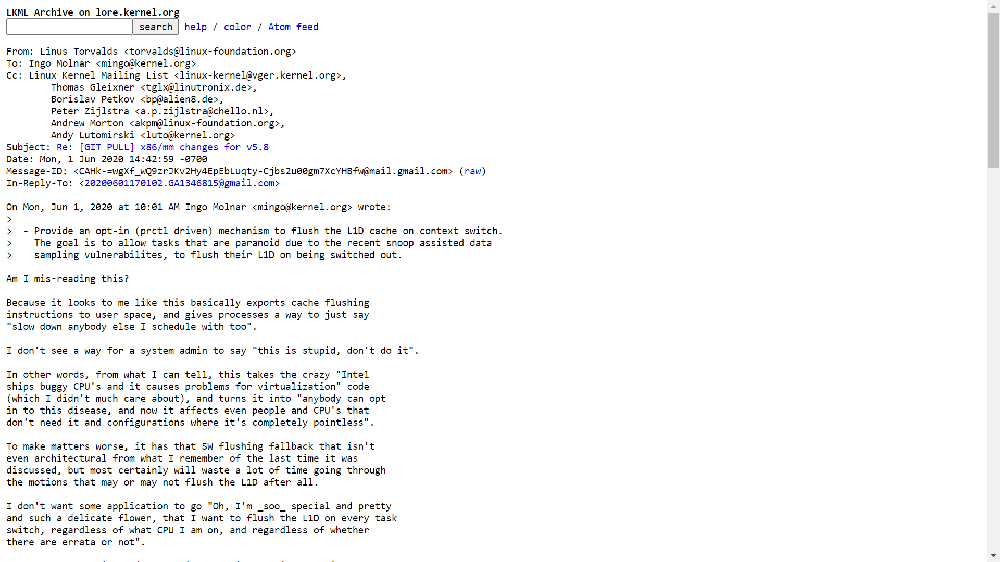 LKML Archive on lore.kernel.org
search help / color / Atom feed
From: Linus Torvalds <torvalds@linux-foundation.org>
To: Ingo Molnar <mingo@kernel.org>
Cc: Linux Kernel Mailing List <linux-kernel@vger.kernel.org>,
Thomas Gleixner <tglx@linutronix.de>,
Borislav Petkov <bp@alien8.de>,
Peter Zijlstra <a.p.zijlstra@chello.nl>,
Andrew Morton <akpm@linux-foundation.org>,
Andy Lutomirski <luto@kernel.org>
Subject: Re: [GIT PULL] x86/mm changes for v5.8
Date: Mon, 1 Jun 2020 14:42:59 -0700
Message-ID: <CAHk-=wgXf_wQ9zrJKv2Hy4EpEbLuqty-Cjbs2u00gm7XcYHBfw@mail.gmail.com> (raw)
In-Reply-To: <20200601170102.GA1346815@gmail.com>
On Mon, Jun 1, 2020 at 10:01 AM Ingo Molnar <mingo@kernel.org> wrote:
>
> - Provide an opt-in (prctl driven) mechanism to flush the L1D cache on context switch.
> The goal is to allow tasks that are paranoid due to the recent snoop assisted data
> sampling vulnerabilites, to flush their L1D on being switched out.
Am I mis-reading this?
Because it looks to me like this basically exports cache flushing
instructions to user space, and gives processes a way to just say
"slow down anybody else I schedule with too".
I don't see a way for a system admin to say "this is stupid, don't do it".
In other words, from what I can tell, this takes the crazy "Intel
ships buggy CPU's and it causes problems for virtualization" code
(which I didn't much care about), and turns it into "anybody can opt
in to this disease, and now it affects even people and CPU's that
don't need it and configurations where it's completely pointless".
To make matters worse, it has that SW flushing fallback that isn't
even architectural from what I remember of the last time it was
discussed, but most certainly will waste a lot of time going through
the motions that may or may not flush the L1D after all.
I don't want some application to go "Oh, I'm _soo_ special and pretty
and such a delicate flower, that I want to flush the L1D on every task
switch, regardless of what CPU I am on, and regardless of whether
there are errata or not".